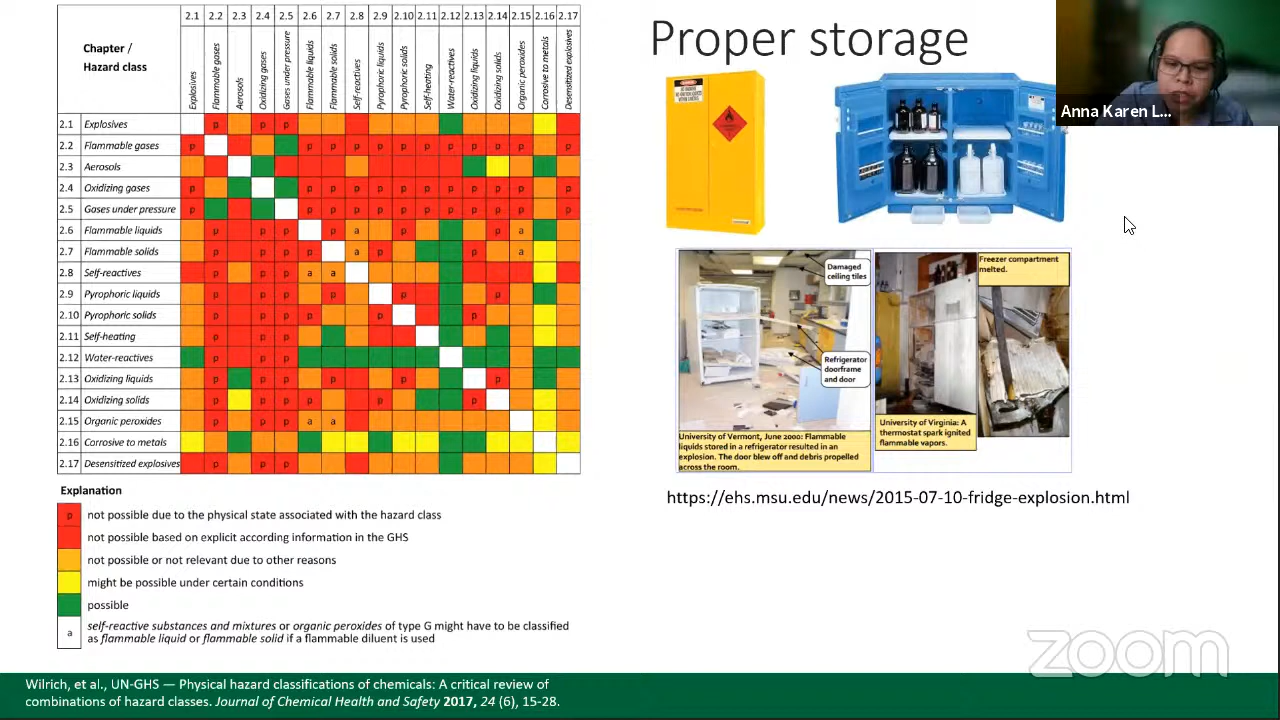 Proper storage
Anna Karen L...
Chapter /
Hazard class
2.1 2.2 2.3 2.4 2.5 2.6 2.7 2.8 2.9 2.10 2.11 2.12 2.13 2.14 2.15 2.16 2.17
Explosives
Flammable gases
Aerosols
Oxidizing gases
Gases under pressure
Flammable liquids
Flammable solids
Self-reactives
Pyrophoric liquids
Pyrophoric solids
Self-heating
Water-reactives
Oxidizing liquids
Oxidizing solids
Organic peroxides
Corrosive to metals
Desensitized explosives
2.1 Explosives p p p
2.2 Flammable gases p p p p p p p p p p p p
2.3 Aerosols
2.4 Oxidizing gases p p p p p p p p p p p p
2.5 Gases under pressure p p p p p p p p p p p p
2.6 Flammable liquids p p p p a p p a
2.7 Flammable solids p p p p a p p a
2.8 Self-reactives p p p a a
2.9 Pyrophoric liquids p p p p p p
2.10 Pyrophoric solids p p p p p p
2.11 Self-heating p p p
2.12 Water-reactives p p p
2.13 Oxidizing liquids p p p p p p
2.14 Oxidizing solids p p p p p p
2.15 Organic peroxides p p p a a
2.16 Corrosive to metals
2.17 Desensitized explosives p p p
Explanation
p not possible due to the physical state associated with the hazard class
not possible based on explicit according information in the GHS
not possible or not relevant due to other reasons
might be possible under certain conditions
possible
a self-reactive substances and mixtures or organic peroxides of type G might have to be classified
as flammable liquid or flammable solid if a flammable diluent is used
Damaged
ceiling tiles
Refrigerator
doorframe
and door
University of Vermont, June 2000: Flammable
liquids stored in a refrigerator resulted in an
explosion. The door blew off and debris propelled
across the room.
Freezer compartment
melted.
University of Virginia: A
thermostat spark ignited
flammable vapors.
https://ehs.msu.edu/news/2015-07-10-fridge-explosion.html
zoom
Wilrich, et al., UN-GHS — Physical hazard classifications of chemicals: A critical review of
combinations of hazard classes. Journal of Chemical Health and Safety 2017, 24 (6), 15-28.